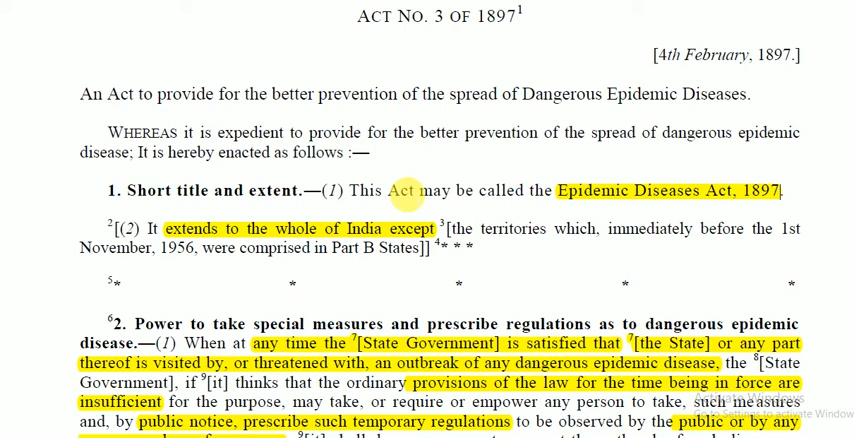 ACT NO. 3 OF 1897¹
[4th February, 1897.]
An Act to provide for the better prevention of the spread of Dangerous Epidemic Diseases.
WHEREAS it is expedient to provide for the better prevention of the spread of dangerous epidemic
disease; It is hereby enacted as follows :—
1. Short title and extent.—(1) This Act may be called the Epidemic Diseases Act, 1897.
²[(2) It extends to the whole of India except ³[the territories which, immediately before the 1st
November, 1956, were comprised in Part B States]] ⁴* * *
⁵* * * * *
⁶2. Power to take special measures and prescribe regulations as to dangerous epidemic
disease.—(1) When at any time the ⁷[State Government] is satisfied that ⁷[the State] or any part
thereof is visited by, or threatened with, an outbreak of any dangerous epidemic disease, the ⁸[State
Government], if ⁹[it] thinks that the ordinary provisions of the law for the time being in force are
insufficient for the purpose, may take, or require or empower any person to take, such measures
Activate Windows
and, by public notice, prescribe such temporary regulations to be observed by the public or by any
Go to Settings to activate Window